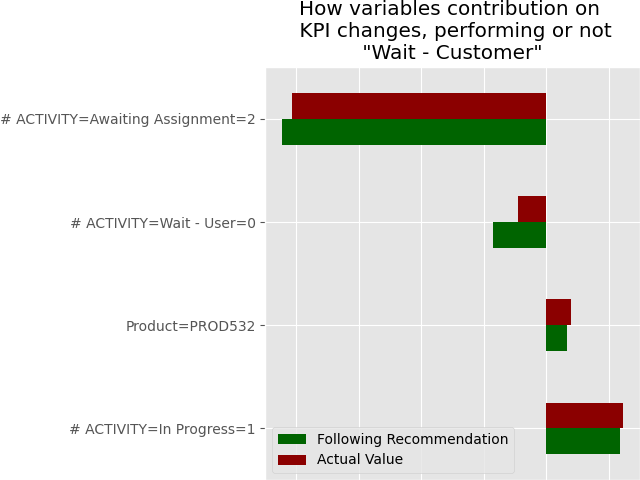 How variables contribution on
KPI changes, performing or not
"Wait - Customer"
# ACTIVITY=Awaiting Assignment=2
# ACTIVITY=Wait - User=0
Product=PROD532
# ACTIVITY=In Progress=1
Following Recommendation
Actual Value